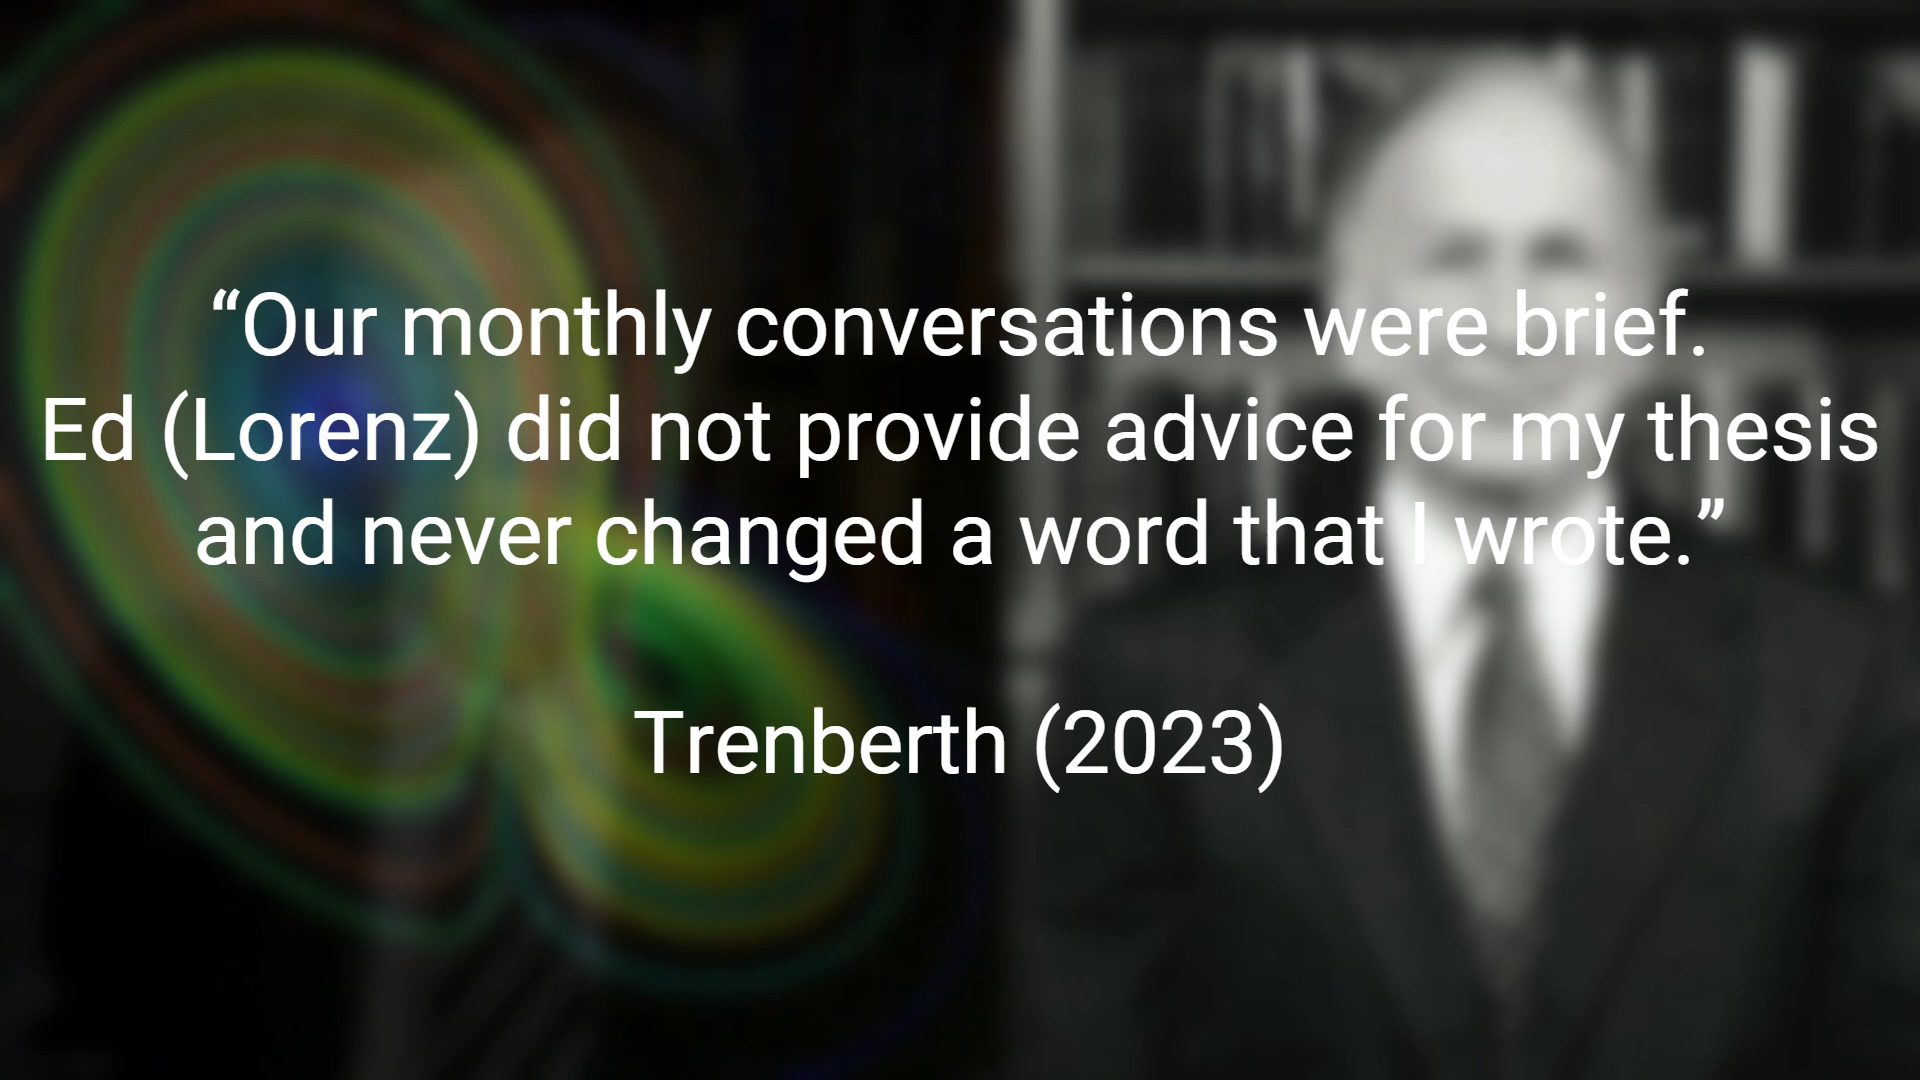 “Our monthly conversations were brief.
Ed (Lorenz) did not provide advice for my thesis
and never changed a word that I wrote.”
Trenberth (2023)